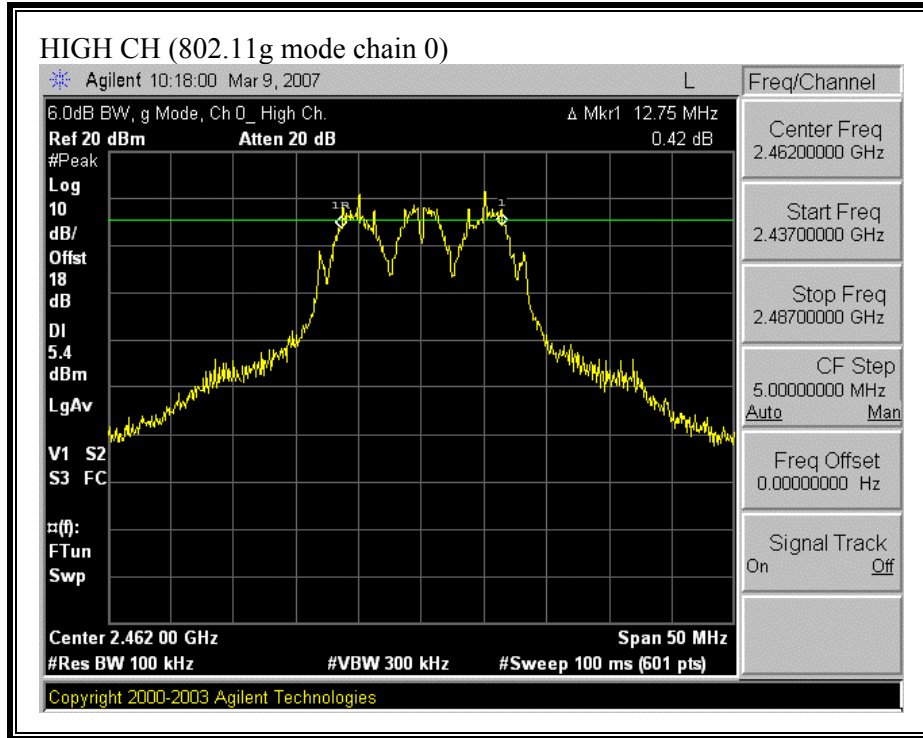 HIGH CH (802.11g mode chain 0)
Agilent 10:18:00 Mar 9, 2007 L
Freq/Channel
6.0dB BW, g Mode, Ch 0_ High Ch.
Δ Mkr1 12.75 MHz
Ref 20 dBm Atten 20 dB 0.42 dB
#Peak
Log
10
dB/
Offst
18
dB
DI
5.4
dBm
LgAv
V1 S2
S3 FC
¤(f):
FTun
Swp
1R
1
Center 2.462 00 GHz Span 50 MHz
#Res BW 100 kHz #VBW 300 kHz #Sweep 100 ms (601 pts)
Copyright 2000-2003 Agilent Technologies
Center Freq
2.46200000 GHz
Start Freq
2.43700000 GHz
Stop Freq
2.48700000 GHz
CF Step
5.00000000 MHz
Auto Man
Freq Offset
0.00000000 Hz
Signal Track
On Off